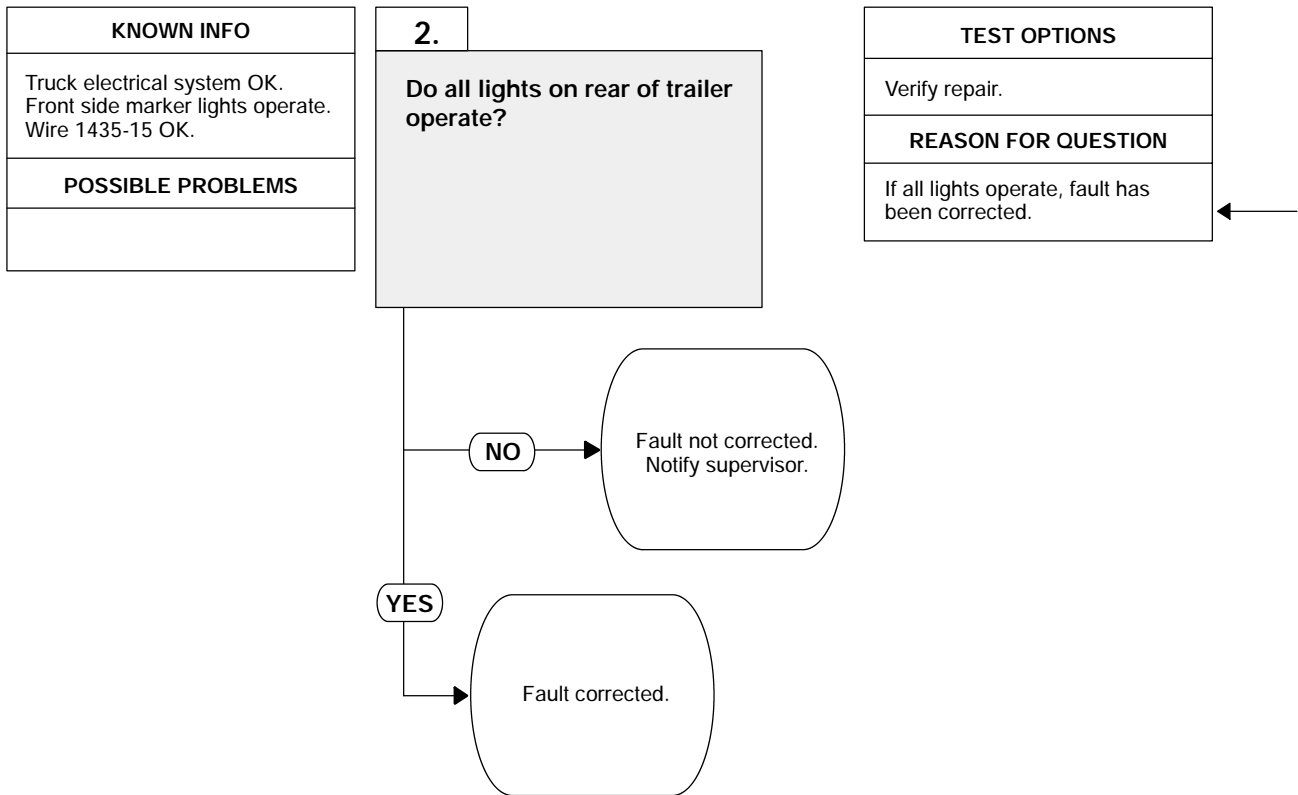 KNOWN INFO
Truck electrical system OK.
Front side marker lights operate.
Wire 1435-15 OK.
POSSIBLE PROBLEMS
2.
Do all lights on rear of trailer
operate?
TEST OPTIONS
Verify repair.
REASON FOR QUESTION
If all lights operate, fault has
been corrected.
NO
Fault not corrected.
Notify supervisor.
YES
Fault corrected.